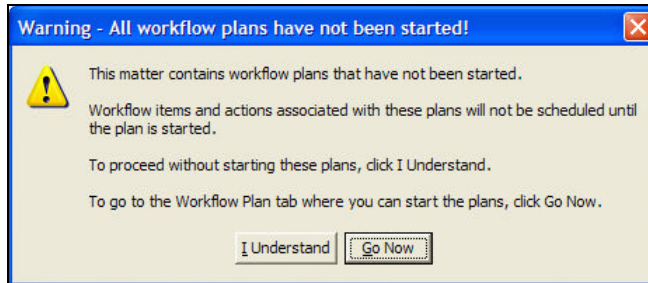 Warning - All workflow plans have not been started!
This matter contains workflow plans that have not been started.
Workflow items and actions associated with these plans will not be scheduled until
the plan is started.
To proceed without starting these plans, click I Understand.
To go to the Workflow Plan tab where you can start the plans, click Go Now.
I Understand Go Now